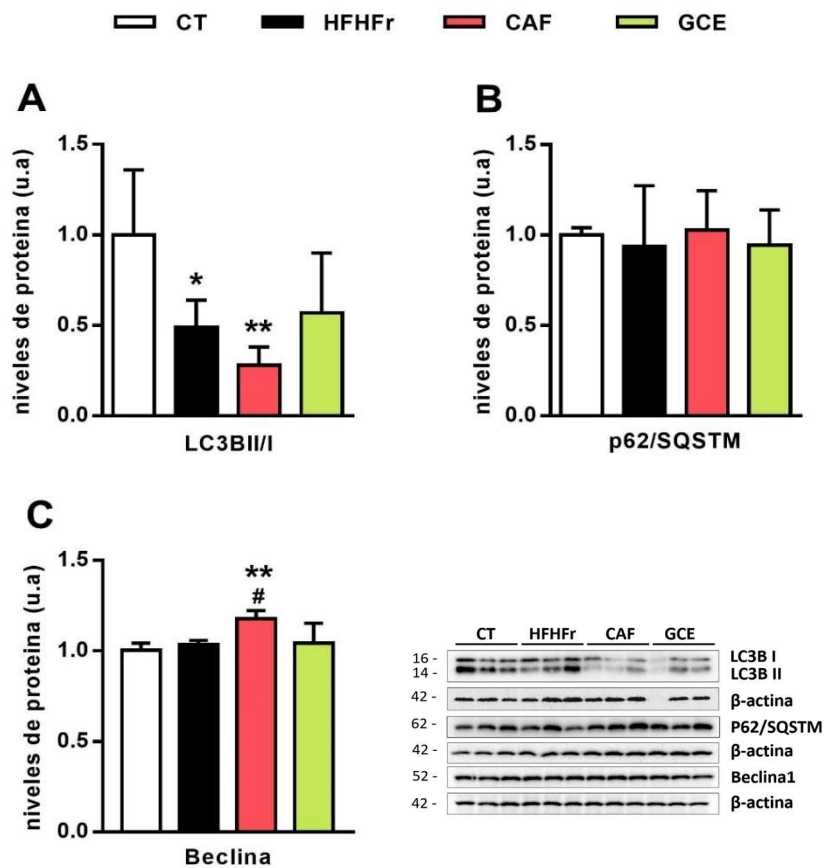 CT HFHFr CAF GCE
A
niveles de proteina (u.a)
1.5
1.0
0.5
0.0
*
**
LC3BII/I
B
niveles de proteina (u.a)
1.5
1.0
0.5
0.0
p62/SQSTM
C
niveles de proteina (u.a)
1.5
1.0
0.5
0.0
**
#
Beclina
CT HFHFr CAF GCE
16 - LC3B I
14 - LC3B II
42 - β-actina
62 - P62/SQSTM
42 - β-actina
52 - Beclina1
42 - β-actina